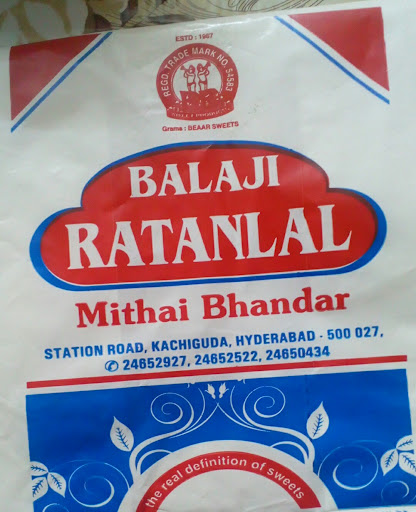 ESTD : 1967
REGD. TRADE MARK NO. 54583
Grams : BEAAR SWEETS
BALAJI
RATANLAL
Mithai Bhandar
STATION ROAD, KACHIGUDA, HYDERABAD - 500 027,
✆ 24652927, 24652522, 24650434
the real definition of sweets